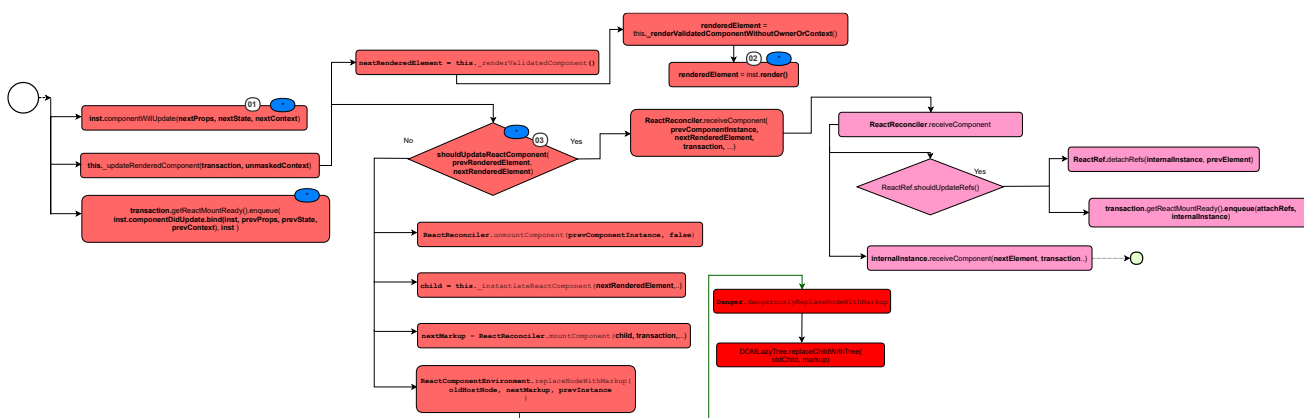 renderedElement =
this._renderValidatedComponentWithoutOwnerOrContext()
02
*
renderedElement = inst.render()
nextRenderedElement = this._renderValidatedComponent()
01
*
inst.componentWillUpdate(nextProps, nextState, nextContext)
this._updateRenderedComponent(transaction, unmaskedContext)
*
transaction.getReactMountReady().enqueue(
inst.componentDidUpdate.bind(inst, prevProps, prevState,
prevContext), inst )
No
*
03
Yes
shouldUpdateReactComponent(
prevRenderedElement,
nextRenderedElement)
ReactReconciler.receiveComponent(
prevComponentInstance,
nextRenderedElement,
transaction, ...)
ReactReconciler.receiveComponent
ReactRef.shouldUpdateRefs()
Yes
ReactRef.detachRefs(internalInstance, prevElement)
transaction.getReactMountReady().enqueue(attachRefs,
internalInstance)
internalInstance.receiveComponent(nextElement, transaction..)
ReactReconciler.unmountComponent(prevComponentInstance, false)
child = this._instantiateReactComponent(nextRenderedElement,..)
nextMarkup = ReactReconciler.mountComponent(child, transaction,...)
ReactComponentEnvironment.replaceNodeWithMarkup(
oldHostNode, nextMarkup, prevInstance
)
Danger.dangerouslyReplaceNodeWithMarkup
DOMLazyTree.replaceChildWithTree(
oldChild, markup)